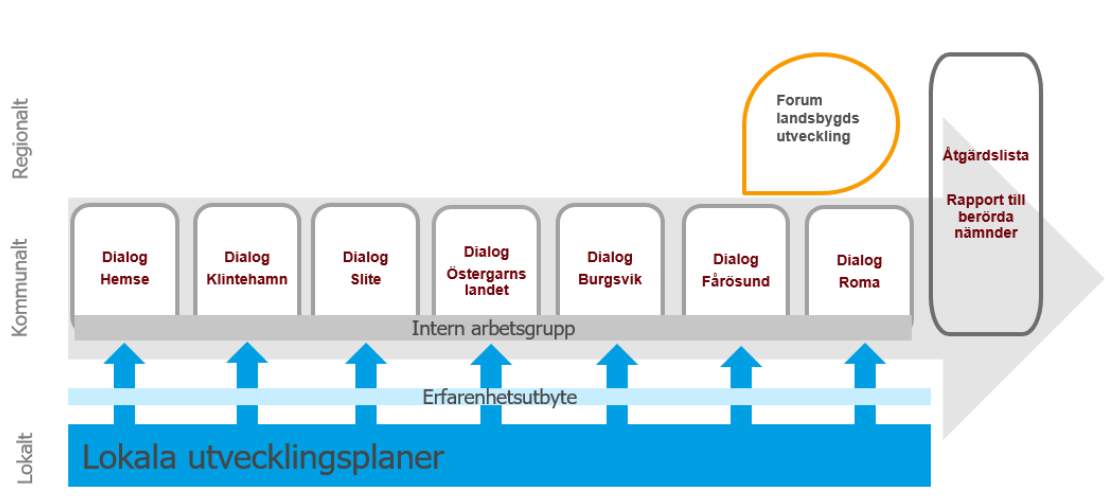 Regionalt
Forum
landsbygds
utveckling
Åtgärdslista
Rapport till
berörda
nämnder
Kommunalt
Dialog
Hemse
Dialog
Klintehamn
Dialog
Slite
Dialog
Östergarns
landet
Dialog
Burgsvik
Dialog
Fårösund
Dialog
Roma
Intern arbetsgrupp
Erfarenhetsutbyte
Lokalt
Lokala utvecklingsplaner